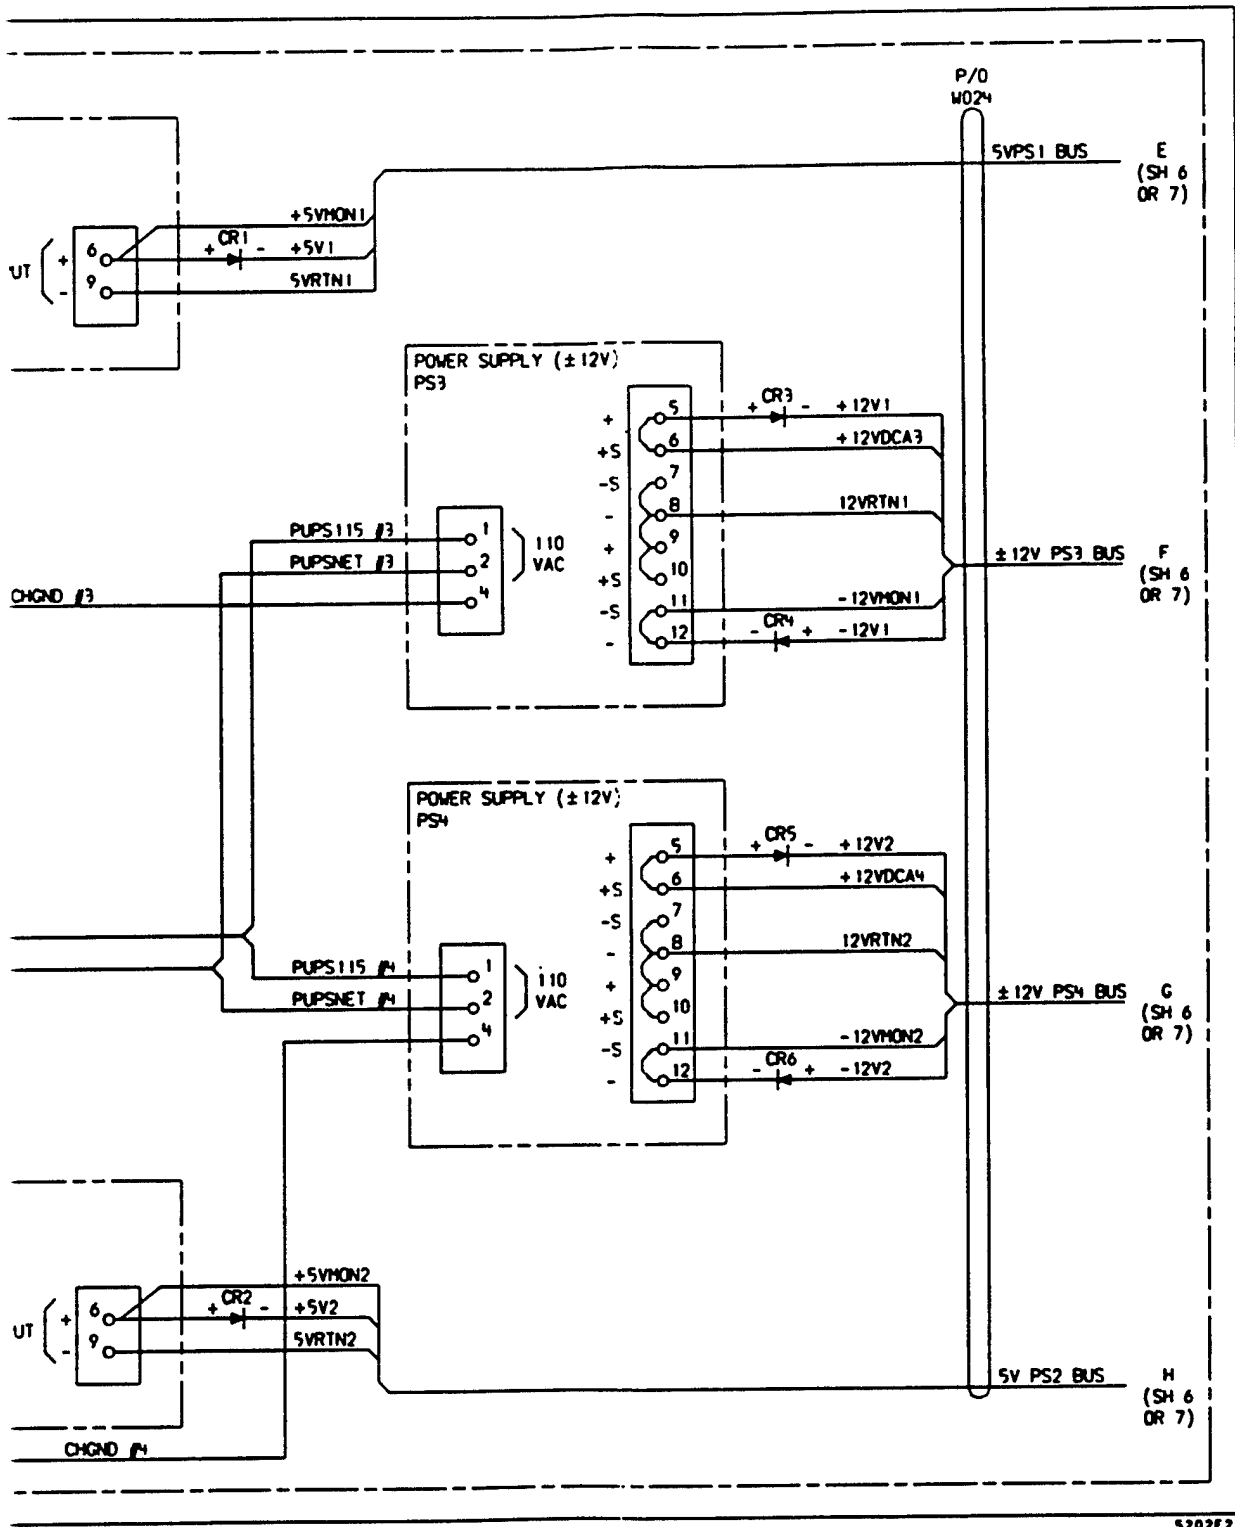 P/O
W024
5VPS1 BUS
E
(SH 6
OR 7)
+5VMON1
CR1
+ - +5V1
5VRTN1
UT
+
-
6
9
POWER SUPPLY (±12V)
PS3
+ 5 + CR3 - +12V1
+S 6 +12VDCA3
-S 7
- 8 12VRTN1
+ 9
+S 10
-S 11 -12VMON1
- 12 - CR4 + -12V1
PUPS115 #3 1
PUPSNET #3 2
CHGND #3 4
110
VAC
±12V PS3 BUS
F
(SH 6
OR 7)
POWER SUPPLY (±12V)
PS4
+ 5 + CR5 - +12V2
+S 6 +12VDCA4
-S 7
- 8 12VRTN2
+ 9
+S 10
-S 11 -12VMON2
- 12 - CR6 + -12V2
PUPS115 #4 1
PUPSNET #4 2
4
110
VAC
±12V PS4 BUS
G
(SH 6
OR 7)
+5VMON2
CR2
+ - +5V2
5VRTN2
UT
+
-
6
9
5V PS2 BUS
H
(SH 6
OR 7)
CHGND #4